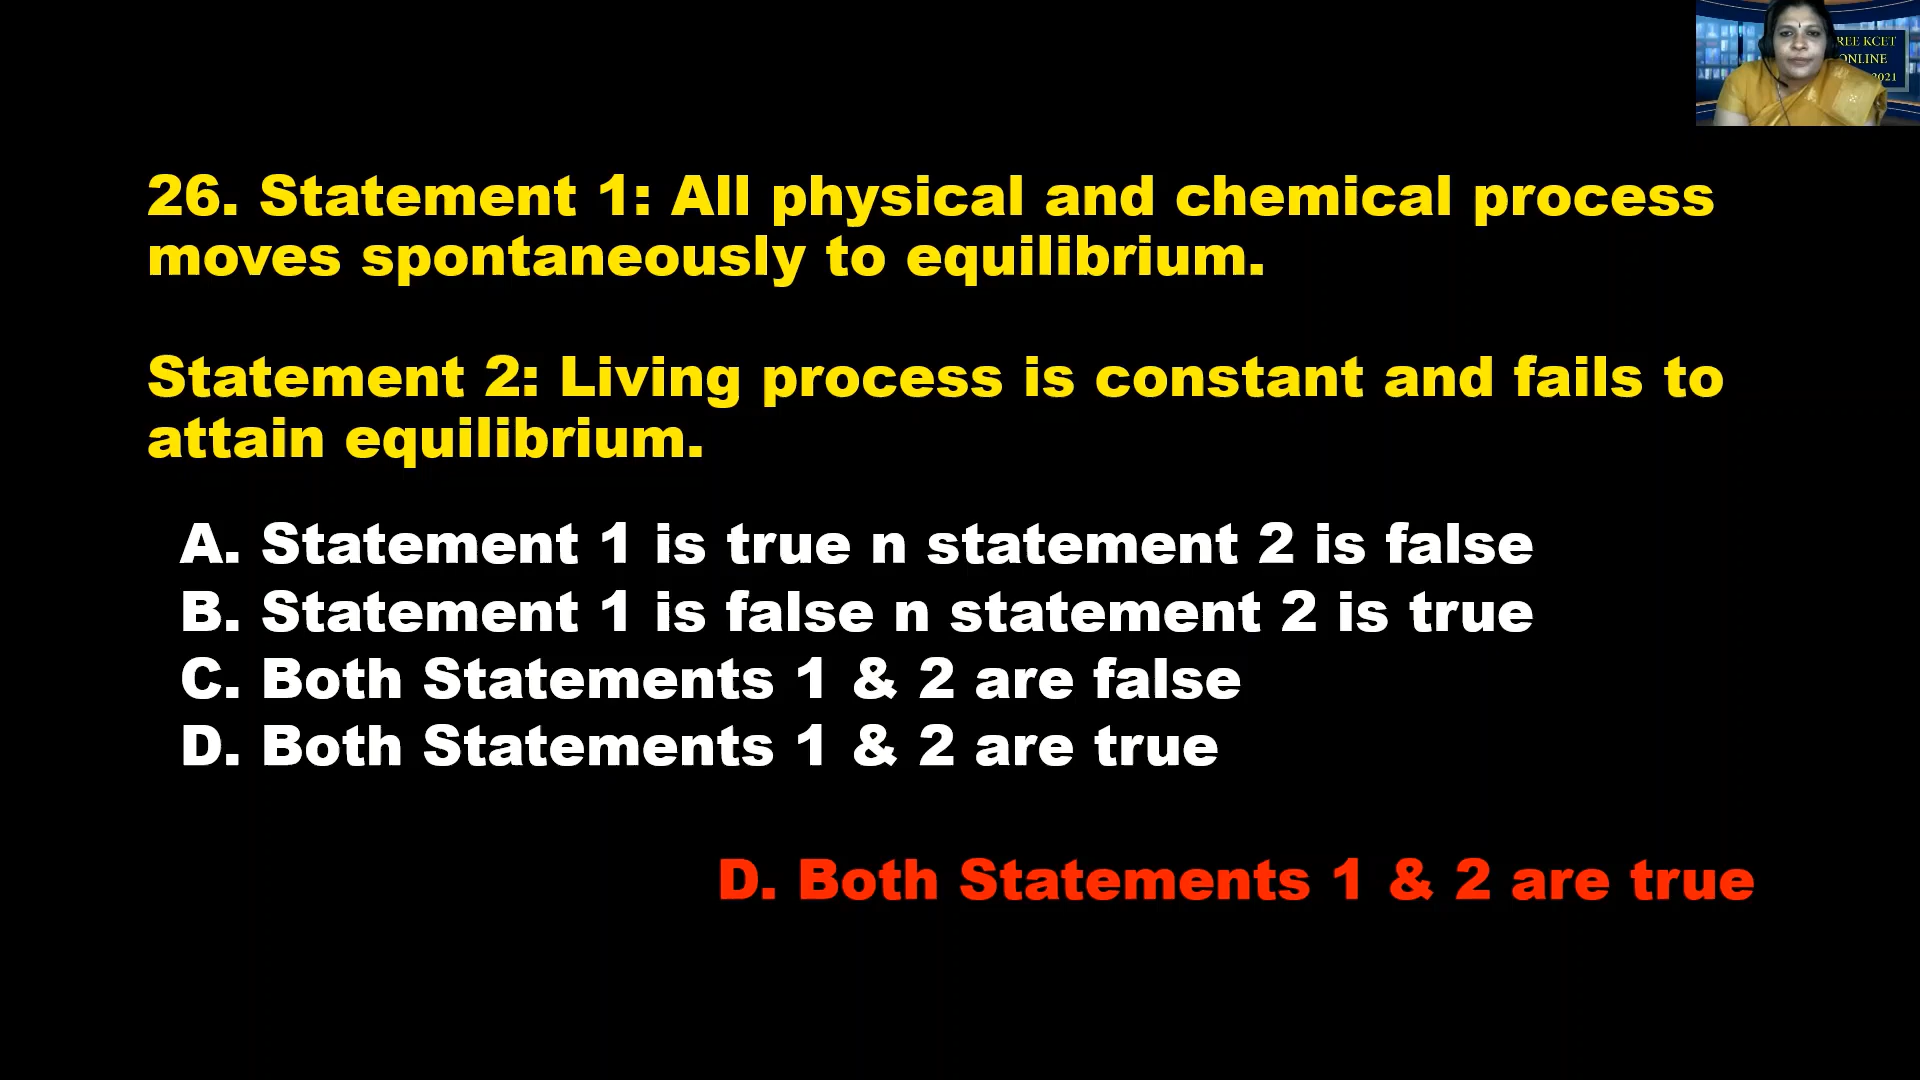 REE KCET
ONLINE
2021
26. Statement 1: All physical and chemical process
moves spontaneously to equilibrium.
Statement 2: Living process is constant and fails to
attain equilibrium.
A. Statement 1 is true n statement 2 is false
B. Statement 1 is false n statement 2 is true
C. Both Statements 1 & 2 are false
D. Both Statements 1 & 2 are true
D. Both Statements 1 & 2 are true